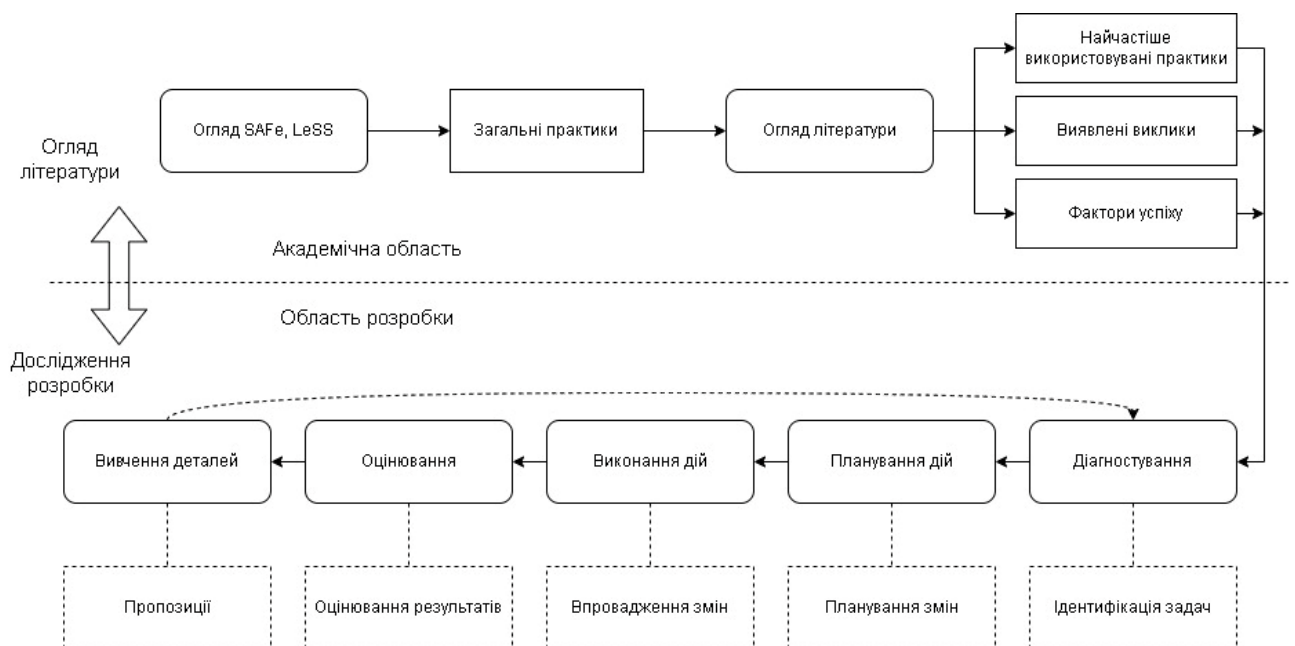 Найчастіше
використовувані практики
Огляд SAFe, LeSS
Загальні практики
Огляд літератури
Виявлені виклики
Огляд
літератури
Фактори успіху
Академічна область
Область розробки
Дослідження
розробки
Вивчення деталей
Оцінювання
Виконання дій
Планування дій
Діагностування
Пропозиції
Оцінювання результатів
Впровадження змін
Планування змін
Ідентифікація задач